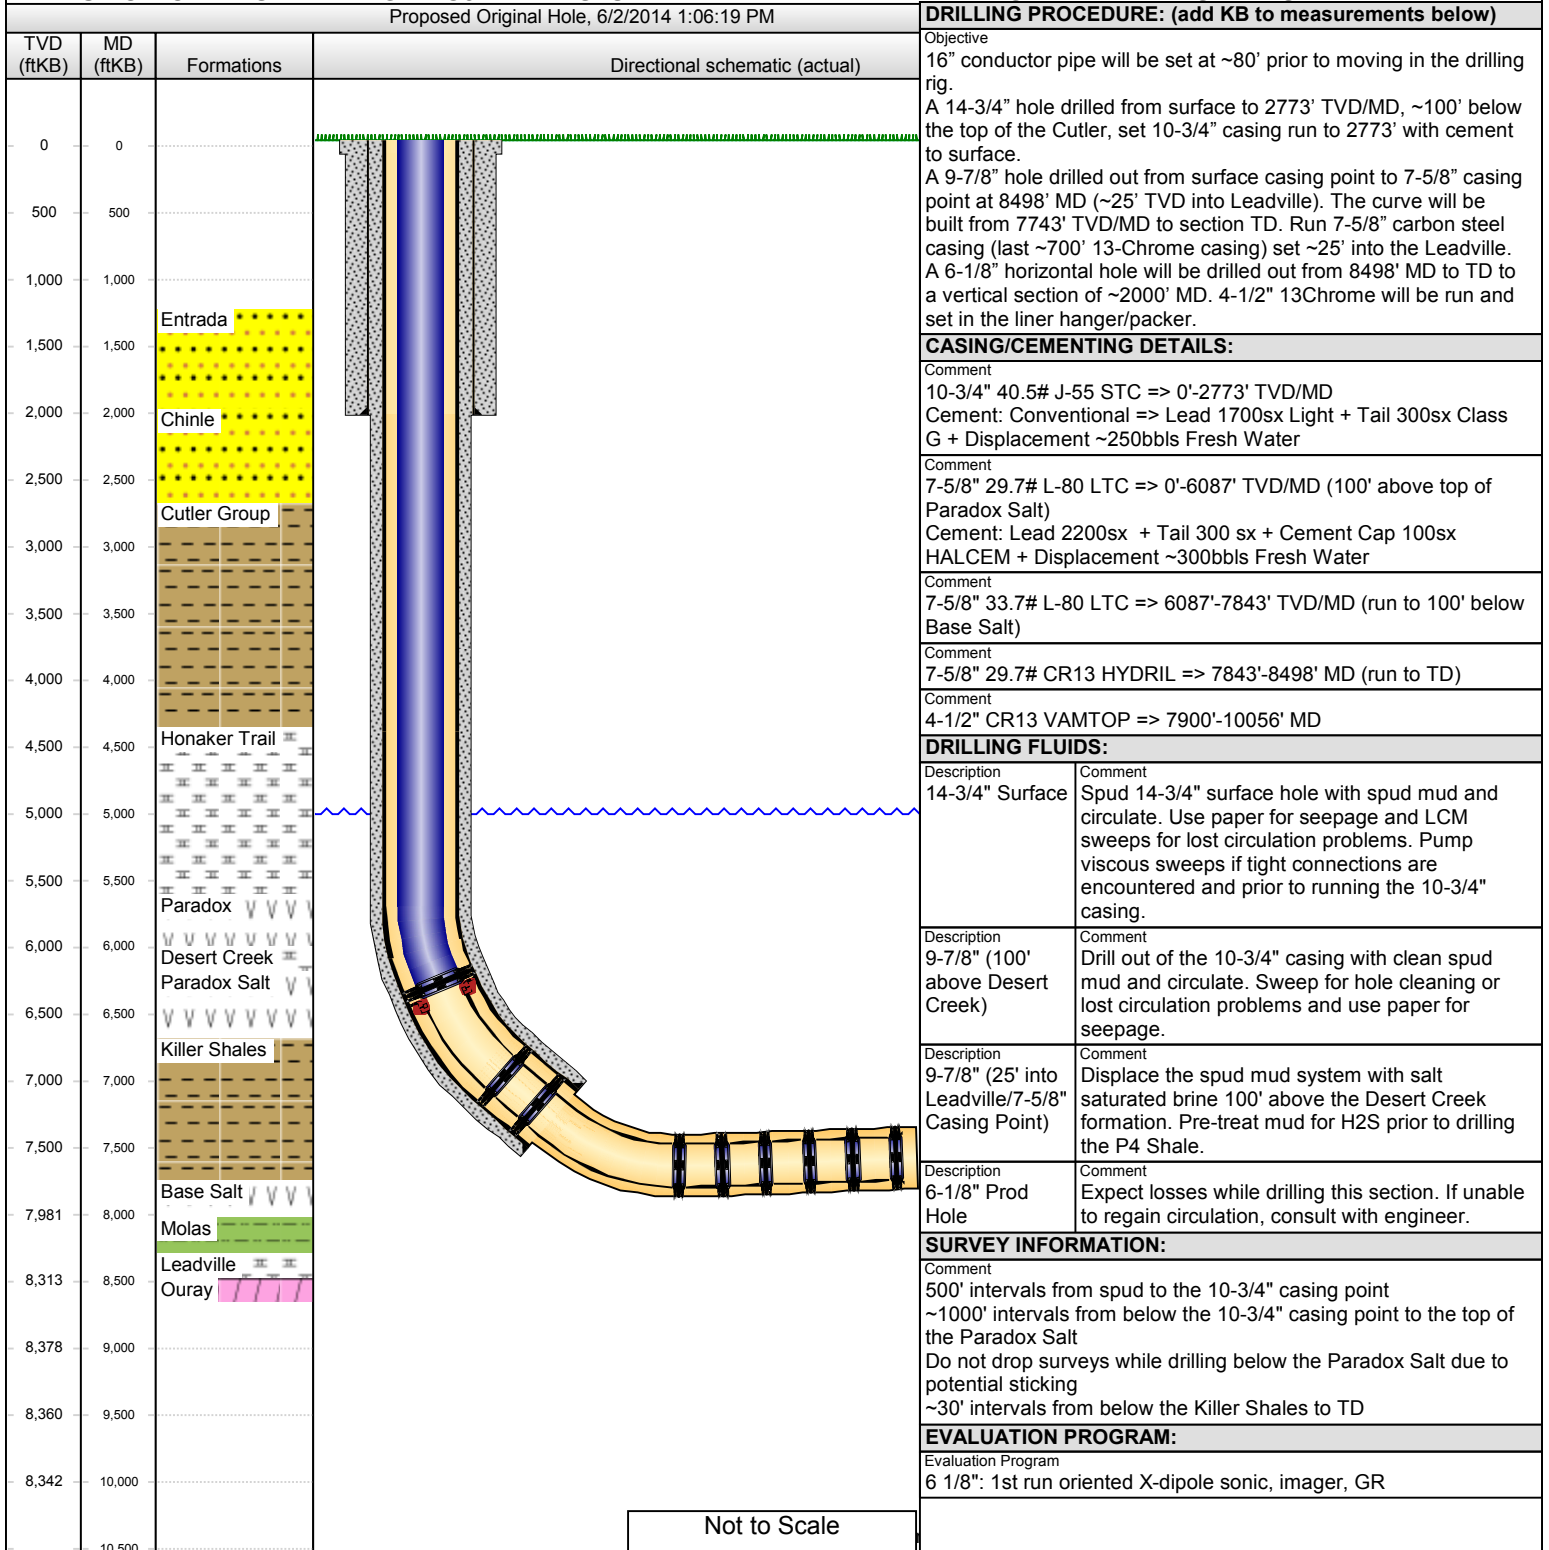 Proposed Original Hole, 6/2/2014 1:06:19 PM
TVD
(ftKB)
MD
(ftKB)
Formations
Directional schematic (actual)
0
0
500
500
1,000
1,000
Entrada
1,500
1,500
2,000
2,000
Chinle
2,500
2,500
Cutler Group
3,000
3,000
3,500
3,500
4,000
4,000
Honaker Trail
4,500
4,500
5,000
5,000
5,500
5,500
Paradox
6,000
6,000
Desert Creek
Paradox Salt
6,500
6,500
Killer Shales
7,000
7,000
7,500
7,500
Base Salt
7,981
8,000
Molas
Leadville
8,313
8,500
Ouray
8,378
9,000
8,360
9,500
8,342
10,000
10,500
Not to Scale
DRILLING PROCEDURE: (add KB to measurements below)
Objective
16” conductor pipe will be set at ~80’ prior to moving in the drilling
rig.
A 14-3/4” hole drilled from surface to 2773’ TVD/MD, ~100’ below
the top of the Cutler, set 10-3/4” casing run to 2773’ with cement
to surface.
A 9-7/8” hole drilled out from surface casing point to 7-5/8” casing
point at 8498’ MD (~25’ TVD into Leadville). The curve will be
built from 7743’ TVD/MD to section TD. Run 7-5/8” carbon steel
casing (last ~700’ 13-Chrome casing) set ~25’ into the Leadville.
A 6-1/8” horizontal hole will be drilled out from 8498' MD to TD to
a vertical section of ~2000’ MD. 4-1/2" 13Chrome will be run and
set in the liner hanger/packer.
CASING/CEMENTING DETAILS:
Comment
10-3/4" 40.5# J-55 STC => 0'-2773' TVD/MD
Cement: Conventional => Lead 1700sx Light + Tail 300sx Class
G + Displacement ~250bbls Fresh Water
Comment
7-5/8" 29.7# L-80 LTC => 0'-6087' TVD/MD (100' above top of
Paradox Salt)
Cement: Lead 2200sx + Tail 300 sx + Cement Cap 100sx
HALCEM + Displacement ~300bbls Fresh Water
Comment
7-5/8" 33.7# L-80 LTC => 6087'-7843' TVD/MD (run to 100' below
Base Salt)
Comment
7-5/8" 29.7# CR13 HYDRIL => 7843'-8498' MD (run to TD)
Comment
4-1/2" CR13 VAMTOP => 7900'-10056' MD
DRILLING FLUIDS:
Description
14-3/4" Surface
Comment
Spud 14-3/4" surface hole with spud mud and
circulate. Use paper for seepage and LCM
sweeps for lost circulation problems. Pump
viscous sweeps if tight connections are
encountered and prior to running the 10-3/4"
casing.
Description
9-7/8" (100'
above Desert
Creek)
Comment
Drill out of the 10-3/4" casing with clean spud
mud and circulate. Sweep for hole cleaning or
lost circulation problems and use paper for
seepage.
Description
9-7/8" (25' into
Leadville/7-5/8"
Casing Point)
Comment
Displace the spud mud system with salt
saturated brine 100' above the Desert Creek
formation. Pre-treat mud for H2S prior to drilling
the P4 Shale.
Description
6-1/8" Prod
Hole
Comment
Expect losses while drilling this section. If unable
to regain circulation, consult with engineer.
SURVEY INFORMATION:
Comment
500' intervals from spud to the 10-3/4" casing point
~1000' intervals from below the 10-3/4" casing point to the top of
the Paradox Salt
Do not drop surveys while drilling below the Paradox Salt due to
potential sticking
~30' intervals from below the Killer Shales to TD
EVALUATION PROGRAM:
Evaluation Program
6 1/8": 1st run oriented X-dipole sonic, imager, GR